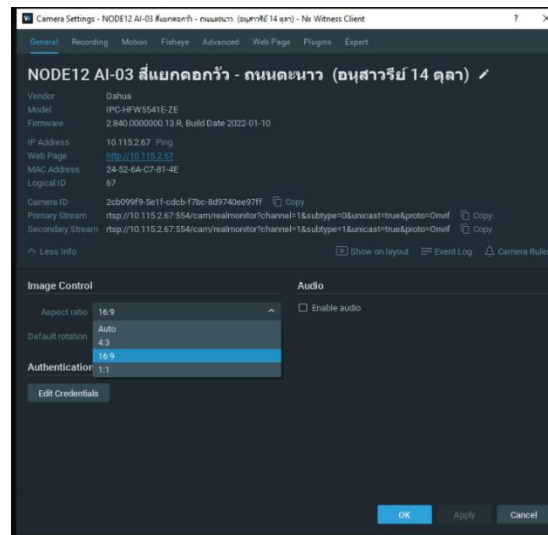 Camera Settings - NODE12 AI-03 สี่แยกคอกวัว - ถนนตะนาว (อนุสาวรีย์ 14 ตุลา) - Nx Witness Client
General Recording Motion Fisheye Advanced Web Page Plugins Expert
NODE12 AI-03 สี่แยกคอกวัว - ถนนตะนาว (อนุสาวรีย์ 14 ตุลา)
Vendor Dahua
Model IPC-HFW5541E-ZE
Firmware 2.840.0000000.13.R, Build Date 2022-01-10
IP Address 10.115.2.67 Ping
Web Page http://10.115.2.67
MAC Address 24-52-6A-C7-81-4E
Logical ID 67
Camera ID 2cb099f9-5e1f-cdcb-f7bc-8d9740ee97ff Copy
Primary Stream rtsp://10.115.2.67:554/cam/realmonitor?channel=1&subtype=0&unicast=true&proto=Onvif Copy
Secondary Stream rtsp://10.115.2.67:554/cam/realmonitor?channel=1&subtype=1&unicast=true&proto=Onvif Copy
Less Info Show on layout Event Log Camera Rules
Image Control Audio
Aspect ratio 16:9 Enable audio
Auto
Default rotation
4:3
16:9
Authentication
1:1
Edit Credentials
OK Apply Cancel